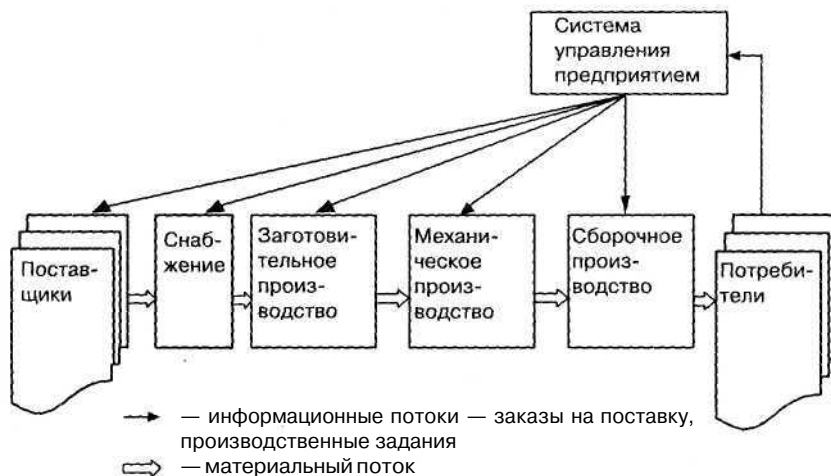 Система
управления
предприятием
Постав-
щики
Снаб-
жение
Заготови-
тельное
произ-
водство
Механи-
ческое
произ-
водство
Сборочное
произ-
водство
Потреби-
тели
— информационные потоки — заказы на поставку,
производственные задания
— материальный поток